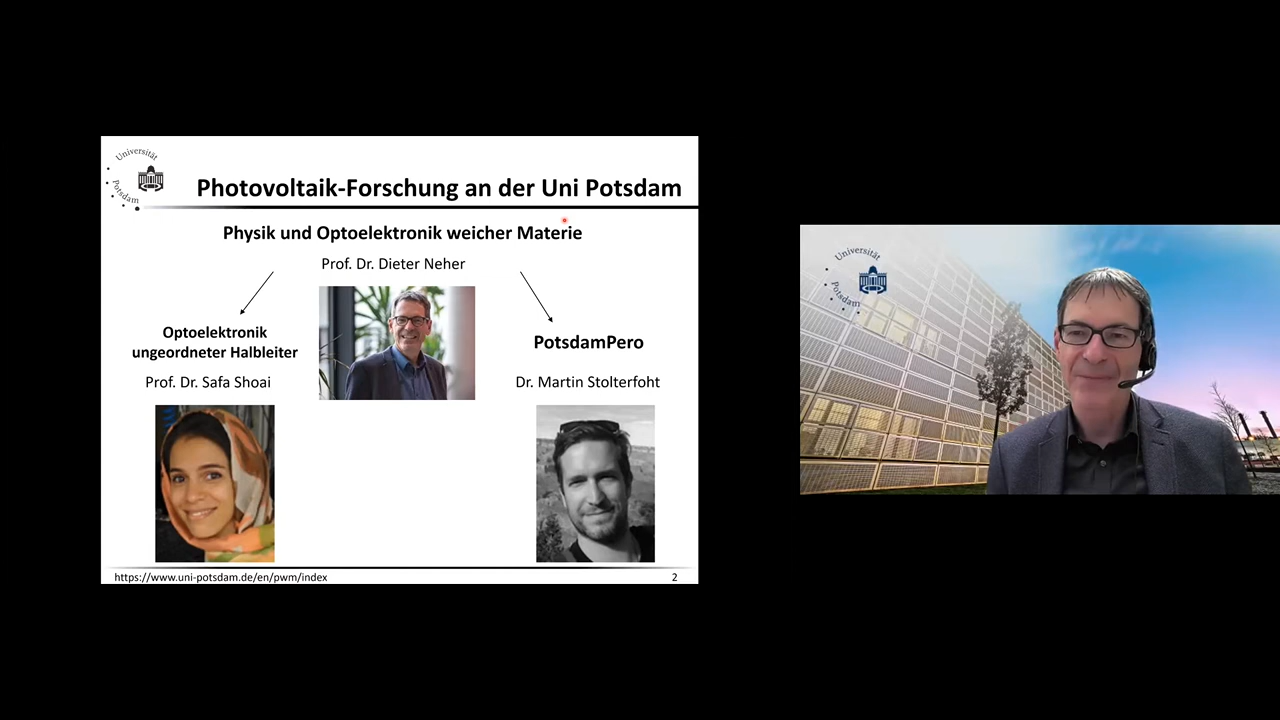 Universität
Potsdam
Photovoltaik-Forschung an der Uni Potsdam
Physik und Optoelektronik weicher Materie
Prof. Dr. Dieter Neher
Optoelektronik
ungeordneter Halbleiter
Prof. Dr. Safa Shoai
PotsdamPero
Dr. Martin Stolterfoht
https://www.uni-potsdam.de/en/pwm/index
2
Universität
Potsdam